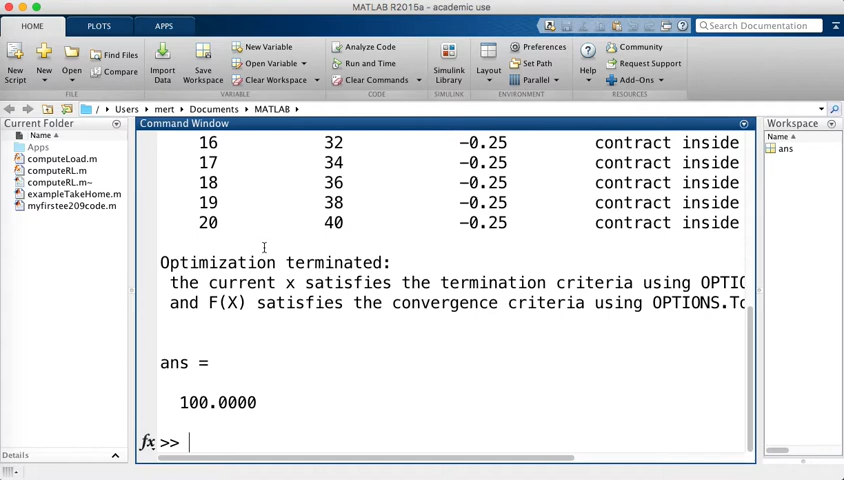 MATLAB R2015a - academic use
HOME PLOTS APPS
Search Documentation
New Script
New
Open
Find Files
Compare
FILE
Import Data
Save Workspace
New Variable
Open Variable
Clear Workspace
VARIABLE
Analyze Code
Run and Time
Clear Commands
CODE
Simulink Library
SIMULINK
Layout
Preferences
Set Path
Parallel
ENVIRONMENT
Help
Community
Request Support
Add-Ons
RESOURCES
/ Users mert Documents MATLAB
Current Folder
Name
Apps
computeLoad.m
computeRL.m
computeRL.m~
exampleTakeHome.m
myfirstee209code.m
Details
Command Window
16 32 -0.25 contract inside
17 34 -0.25 contract inside
18 36 -0.25 contract inside
19 38 -0.25 contract inside
20 40 -0.25 contract inside
Optimization terminated:
the current x satisfies the termination criteria using OPTIO
and F(X) satisfies the convergence criteria using OPTIONS.To
ans =
100.0000
fx >>
Workspace
Name
ans